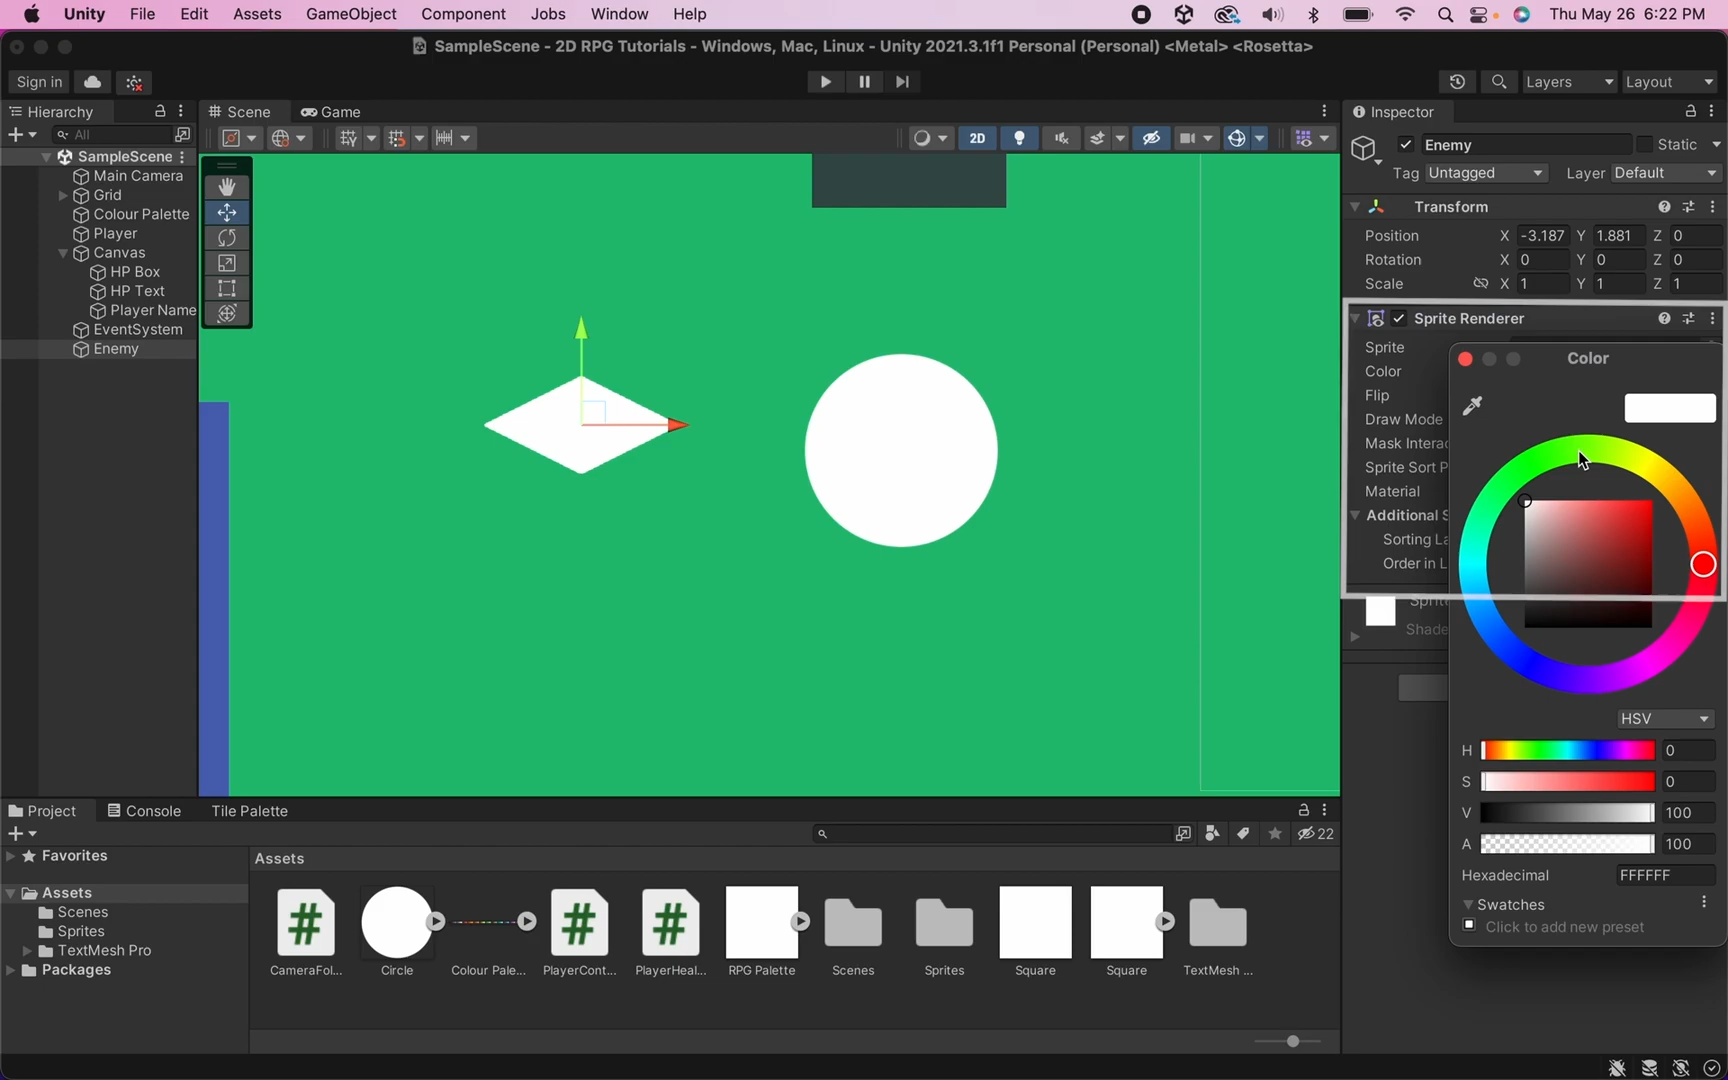 Unity File Edit Assets GameObject Component Jobs Window Help Thu May 26 6:22 PM
SampleScene - 2D RPG Tutorials - Windows, Mac, Linux - Unity 2021.3.1f1 Personal (Personal) <Metal> <Rosetta>
Sign in Layers Layout
Hierarchy
All
SampleScene
Main Camera
Grid
Colour Palette
Player
Canvas
HP Box
HP Text
Player Name
EventSystem
Enemy
Scene Game
2D
Inspector
Enemy Static
Tag Untagged Layer Default
Transform
Position X -3.187 Y 1.881 Z 0
Rotation X 0 Y 0 Z 0
Scale X 1 Y 1 Z 1
Sprite Renderer
Sprite
Color
Flip
Draw Mode
Mask Interac
Sprite Sort P
Material
Additional S
Sorting La
Order in L
Sprite
Shade
Color
HSV
H 0
S 0
V 100
A 100
Hexadecimal FFFFFF
Swatches
Click to add new preset
Project Console Tile Palette
22
Favorites
Assets
Scenes
Sprites
TextMesh Pro
Packages
Assets
CameraFol... Circle Colour Pale... PlayerCont... PlayerHeal... RPG Palette Scenes Sprites Square Square TextMesh ...